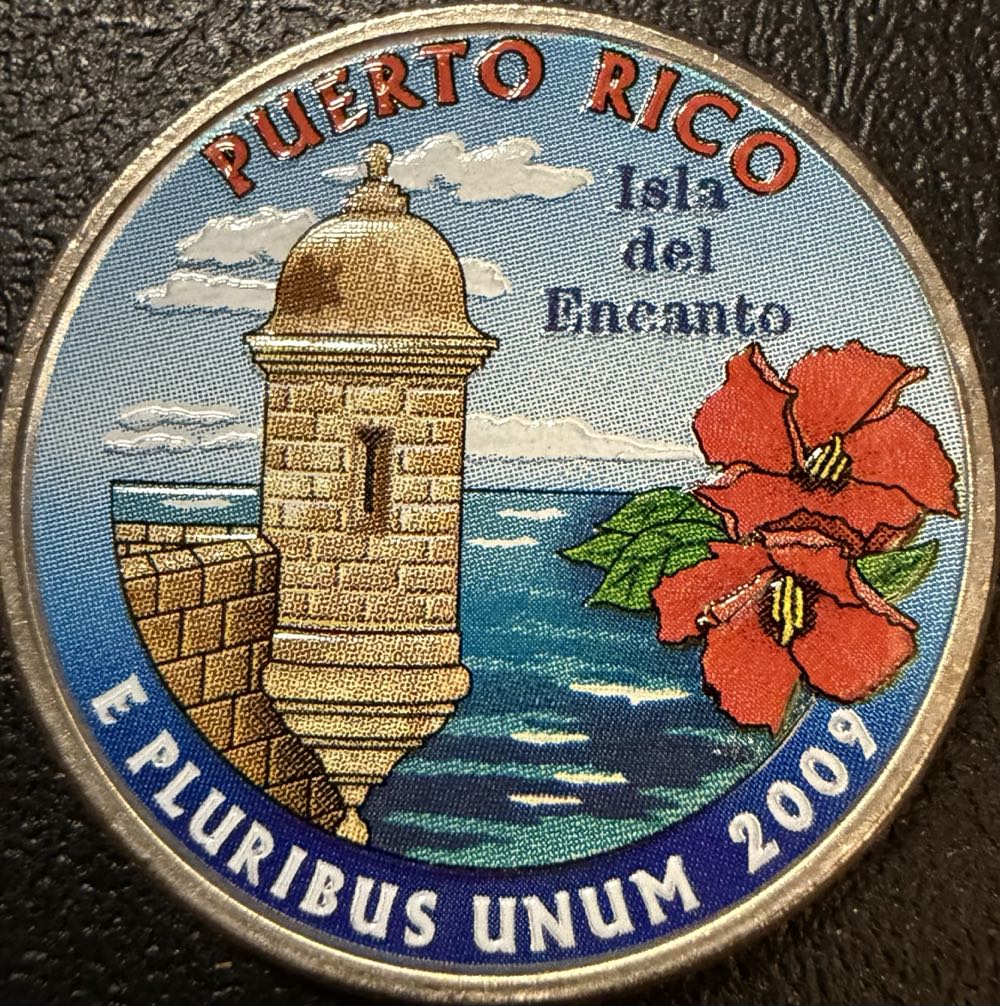 PUERTO RICO
Isla
del
Encanto
E PLURIBUS UNUM 2009